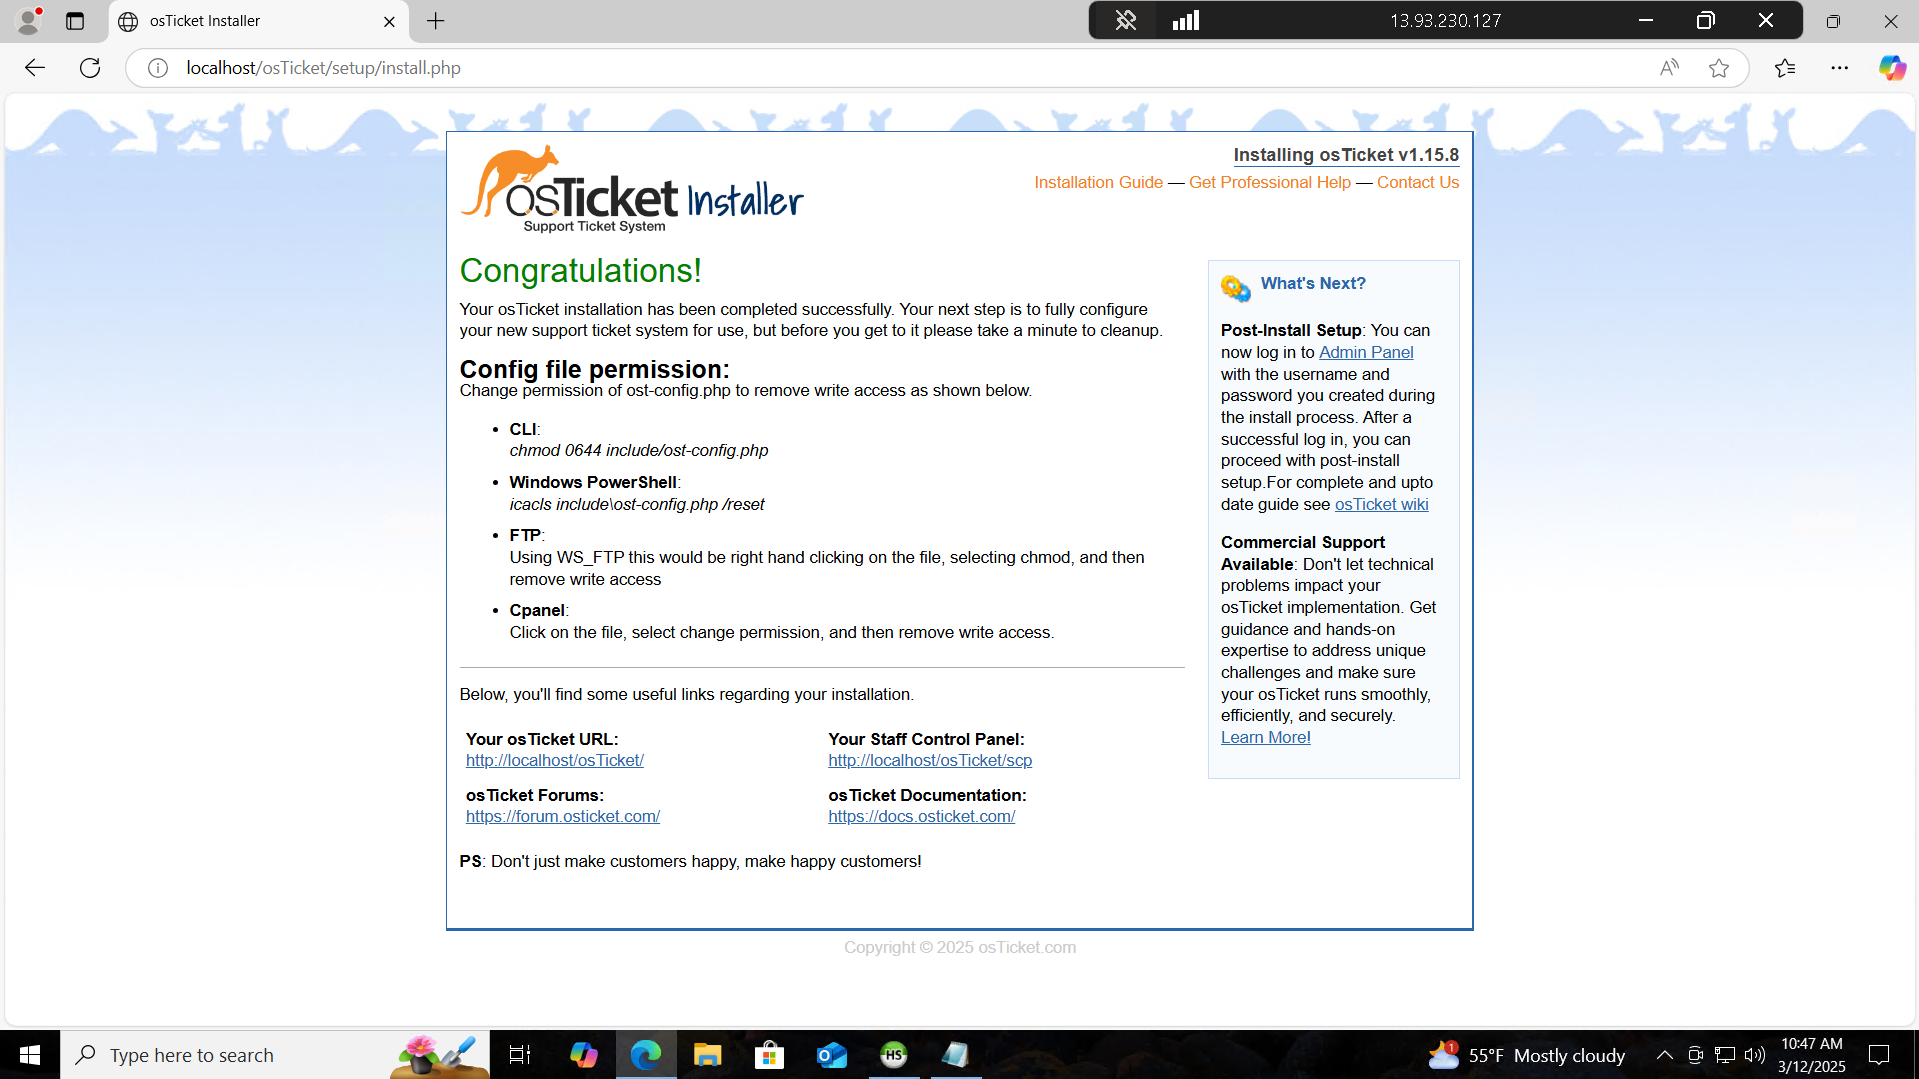 osTicket Installer
13.93.230.127
localhost/osTicket/setup/install.php
Installing osTicket v1.15.8
Installation Guide — Get Professional Help — Contact Us
osTicket Installer
Support Ticket System
Congratulations!
Your osTicket installation has been completed successfully. Your next step is to fully configure
your new support ticket system for use, but before you get to it please take a minute to cleanup.
Config file permission:
Change permission of ost-config.php to remove write access as shown below.
• CLI:
chmod 0644 include/ost-config.php
• Windows PowerShell:
icacls include\ost-config.php /reset
• FTP:
Using WS_FTP this would be right hand clicking on the file, selecting chmod, and then
remove write access
• Cpanel:
Click on the file, select change permission, and then remove write access.
Below, you'll find some useful links regarding your installation.
Your osTicket URL:
http://localhost/osTicket/
Your Staff Control Panel:
http://localhost/osTicket/scp
osTicket Forums:
https://forum.osticket.com/
osTicket Documentation:
https://docs.osticket.com/
PS: Don't just make customers happy, make happy customers!
What's Next?
Post-Install Setup: You can
now log in to Admin Panel
with the username and
password you created during
the install process. After a
successful log in, you can
proceed with post-install
setup.For complete and upto
date guide see osTicket wiki
Commercial Support
Available: Don't let technical
problems impact your
osTicket implementation. Get
guidance and hands-on
expertise to address unique
challenges and make sure
your osTicket runs smoothly,
efficiently, and securely.
Learn More!
Copyright © 2025 osTicket.com
Type here to search
HS
1
55°F Mostly cloudy
10:47 AM
3/12/2025